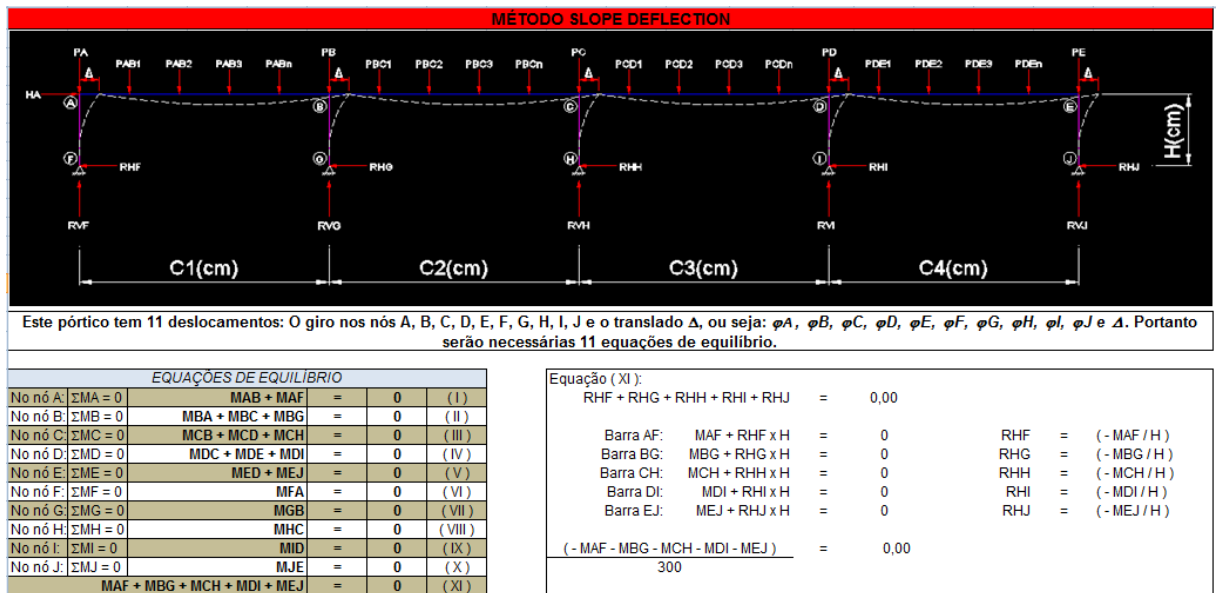 MÉTODO SLOPE DEFLECTION
PA PB PC PD PE
PAB1 PAB2 PAB3 PABn PBC1 PBC2 PBC3 PBCn PCD1 PCD2 PCD3 PCDn PDE1 PDE2 PDE3 PDEn
Δ Δ Δ Δ Δ
HA
A B C D E
H(cm)
F G H I J
RHF RHG RHH RHI RHJ
RVF RVG RVH RVI RVJ
C1(cm) C2(cm) C3(cm) C4(cm)
Este pórtico tem 11 deslocamentos: O giro nos nós A, B, C, D, E, F, G, H, I, J e o translado Δ, ou seja: φA, φB, φC, φD, φE, φF, φG, φH, φI, φJ e Δ. Portanto
serão necessárias 11 equações de equilíbrio.
EQUAÇÕES DE EQUILÍBRIO
No nó A: ΣMA = 0 MAB + MAF = 0 ( I )
No nó B: ΣMB = 0 MBA + MBC + MBG = 0 ( II )
No nó C: ΣMC = 0 MCB + MCD + MCH = 0 ( III )
No nó D: ΣMD = 0 MDC + MDE + MDI = 0 ( IV )
No nó E: ΣME = 0 MED + MEJ = 0 ( V )
No nó F: ΣMF = 0 MFA = 0 ( VI )
No nó G: ΣMG = 0 MGB = 0 ( VII )
No nó H: ΣMH = 0 MHC = 0 ( VIII )
No nó I: ΣMI = 0 MID = 0 ( IX )
No nó J: ΣMJ = 0 MJE = 0 ( X )
MAF + MBG + MCH + MDI + MEJ = 0 ( XI )
Equação ( XI ):
RHF + RHG + RHH + RHI + RHJ = 0,00
Barra AF: MAF + RHF x H = 0 RHF = ( - MAF / H )
Barra BG: MBG + RHG x H = 0 RHG = ( - MBG / H )
Barra CH: MCH + RHH x H = 0 RHH = ( - MCH / H )
Barra DI: MDI + RHI x H = 0 RHI = ( - MDI / H )
Barra EJ: MEJ + RHJ x H = 0 RHJ = ( - MEJ / H )
( - MAF - MBG - MCH - MDI - MEJ ) = 0,00
300